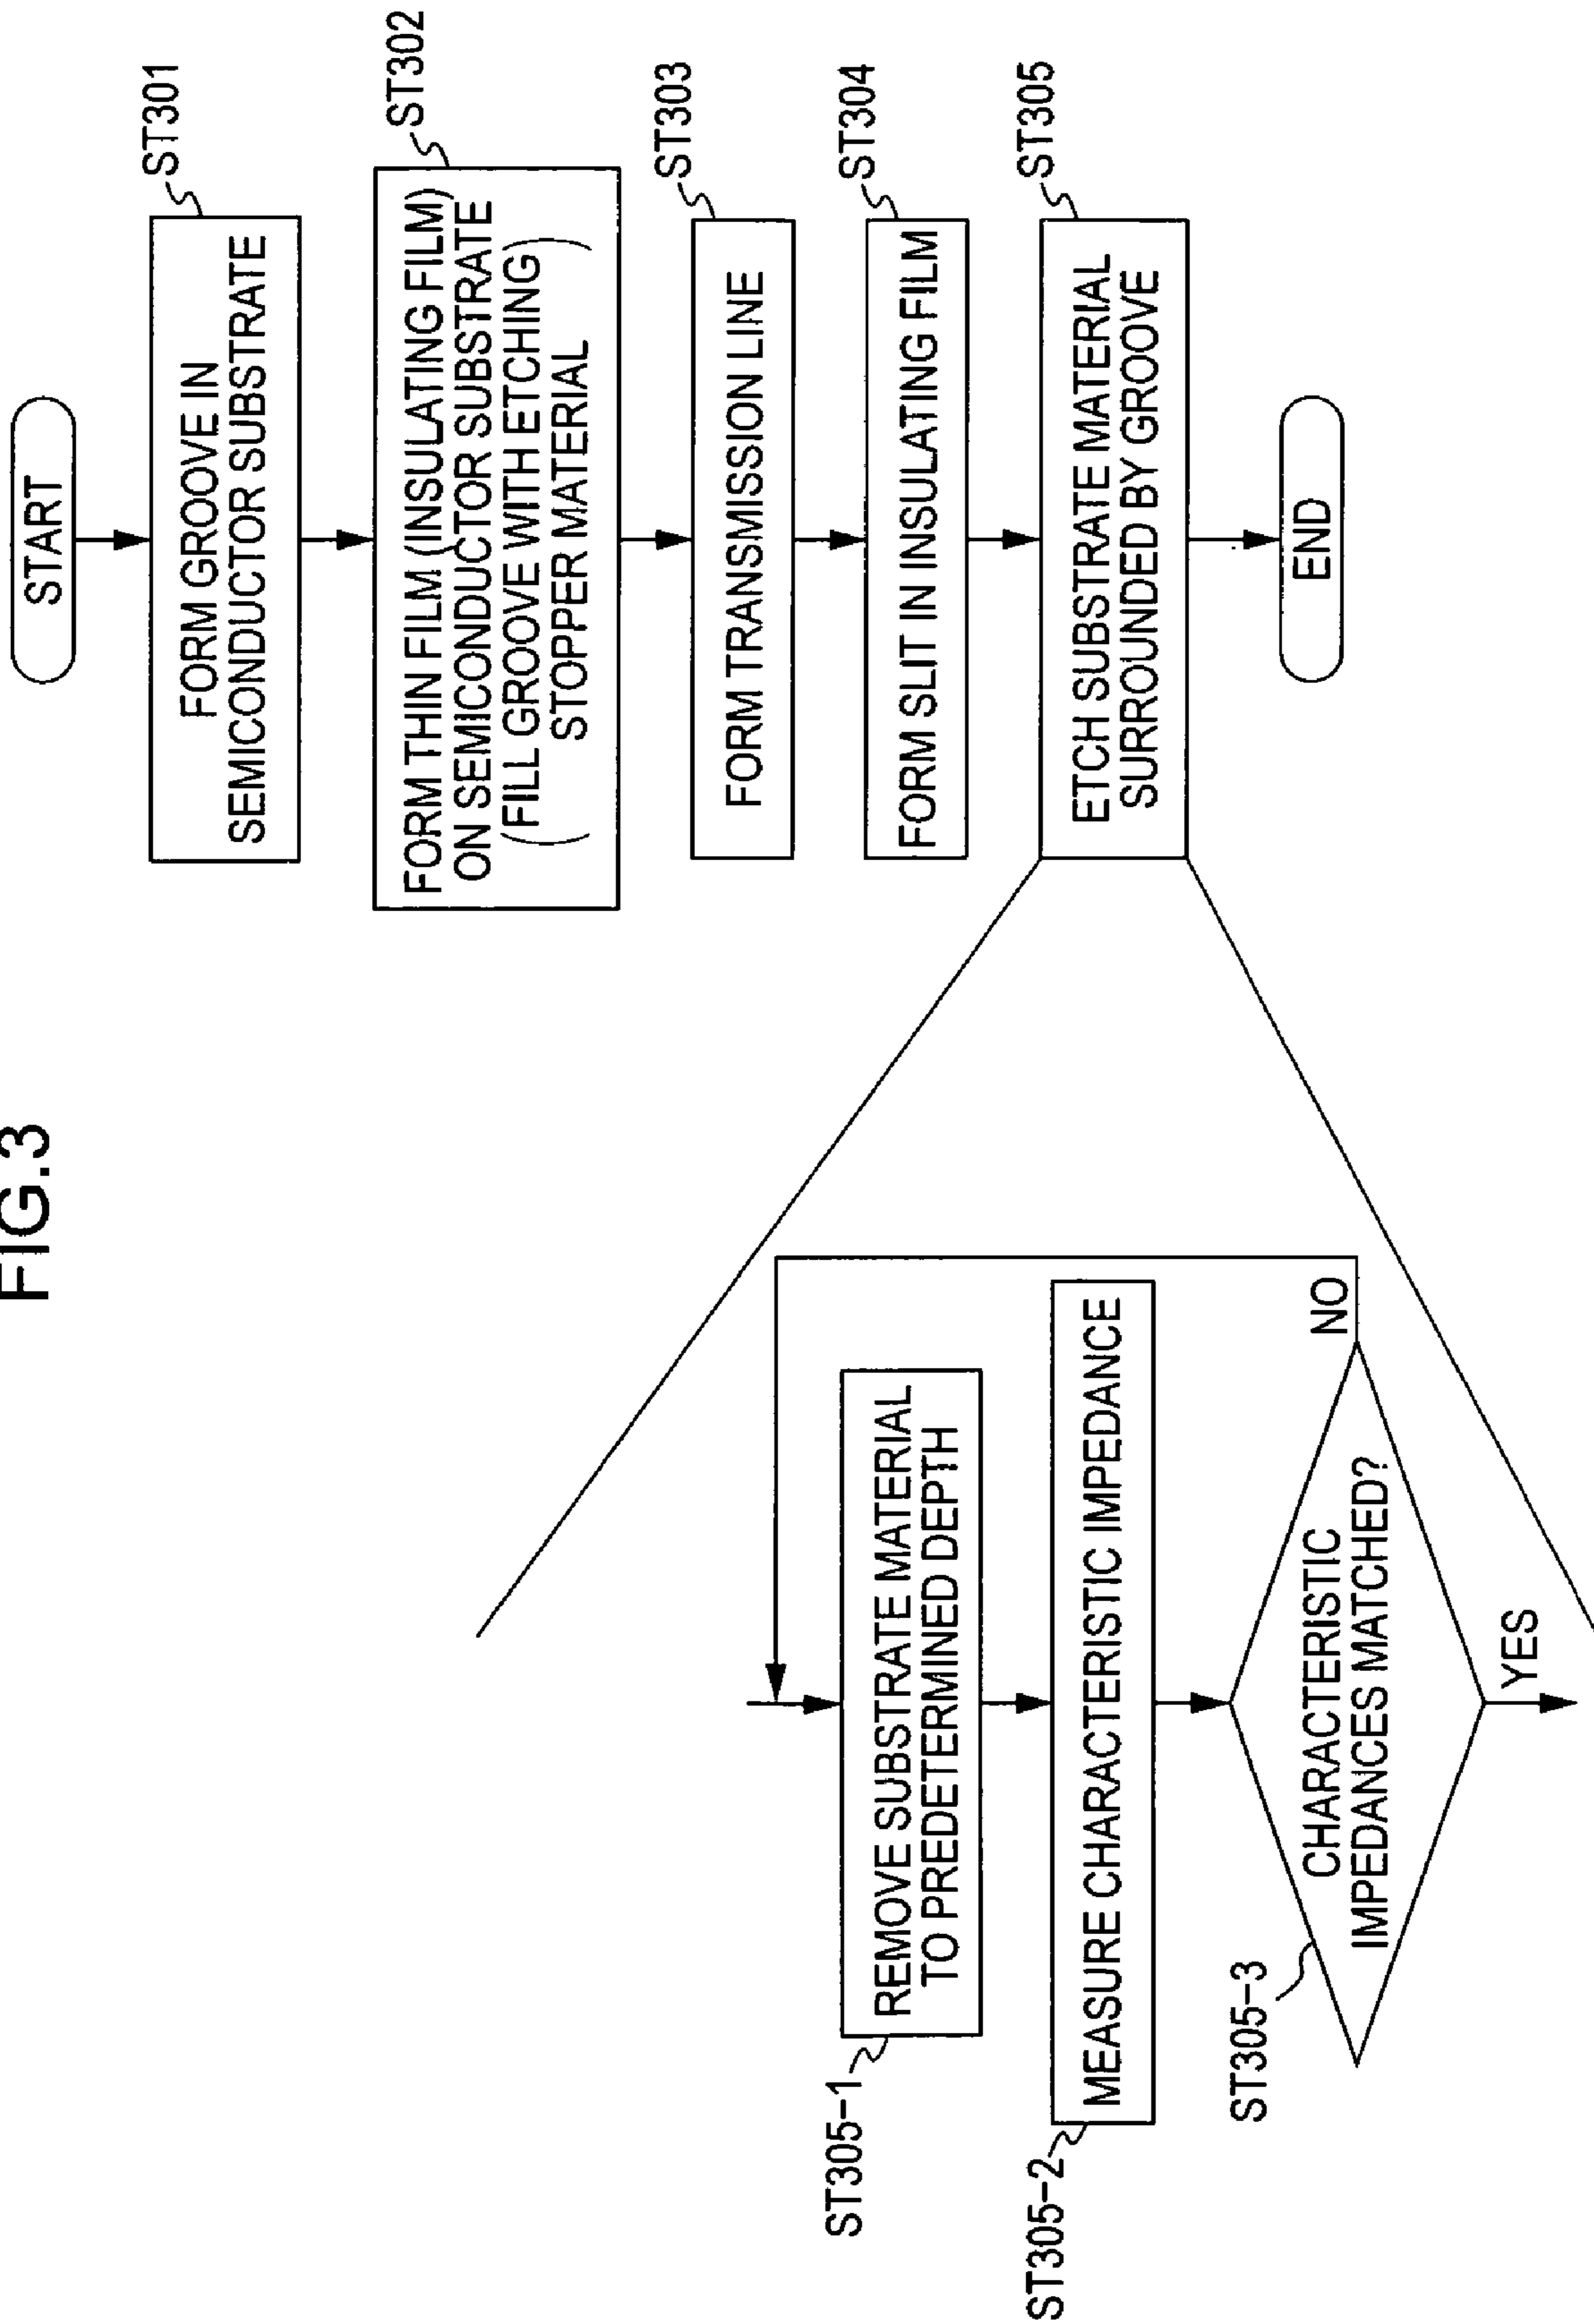 FIG.3
START
FORM GROOVE IN
SEMICONDUCTOR SUBSTRATE
ST301
FORM THIN FILM (INSULATING FILM)
ON SEMICONDUCTOR SUBSTRATE
(FILL GROOVE WITH ETCHING
STOPPER MATERIAL)
ST302
FORM TRANSMISSION LINE
ST303
FORM SLIT IN INSULATING FILM
ST304
ETCH SUBSTRATE MATERIAL
SURROUNDED BY GROOVE
ST305
END
ST305-1
REMOVE SUBSTRATE MATERIAL
TO PREDETERMINED DEPTH
ST305-2
MEASURE CHARACTERISTIC IMPEDANCE
ST305-3
CHARACTERISTIC
IMPEDANCES MATCHED?
NO
YES